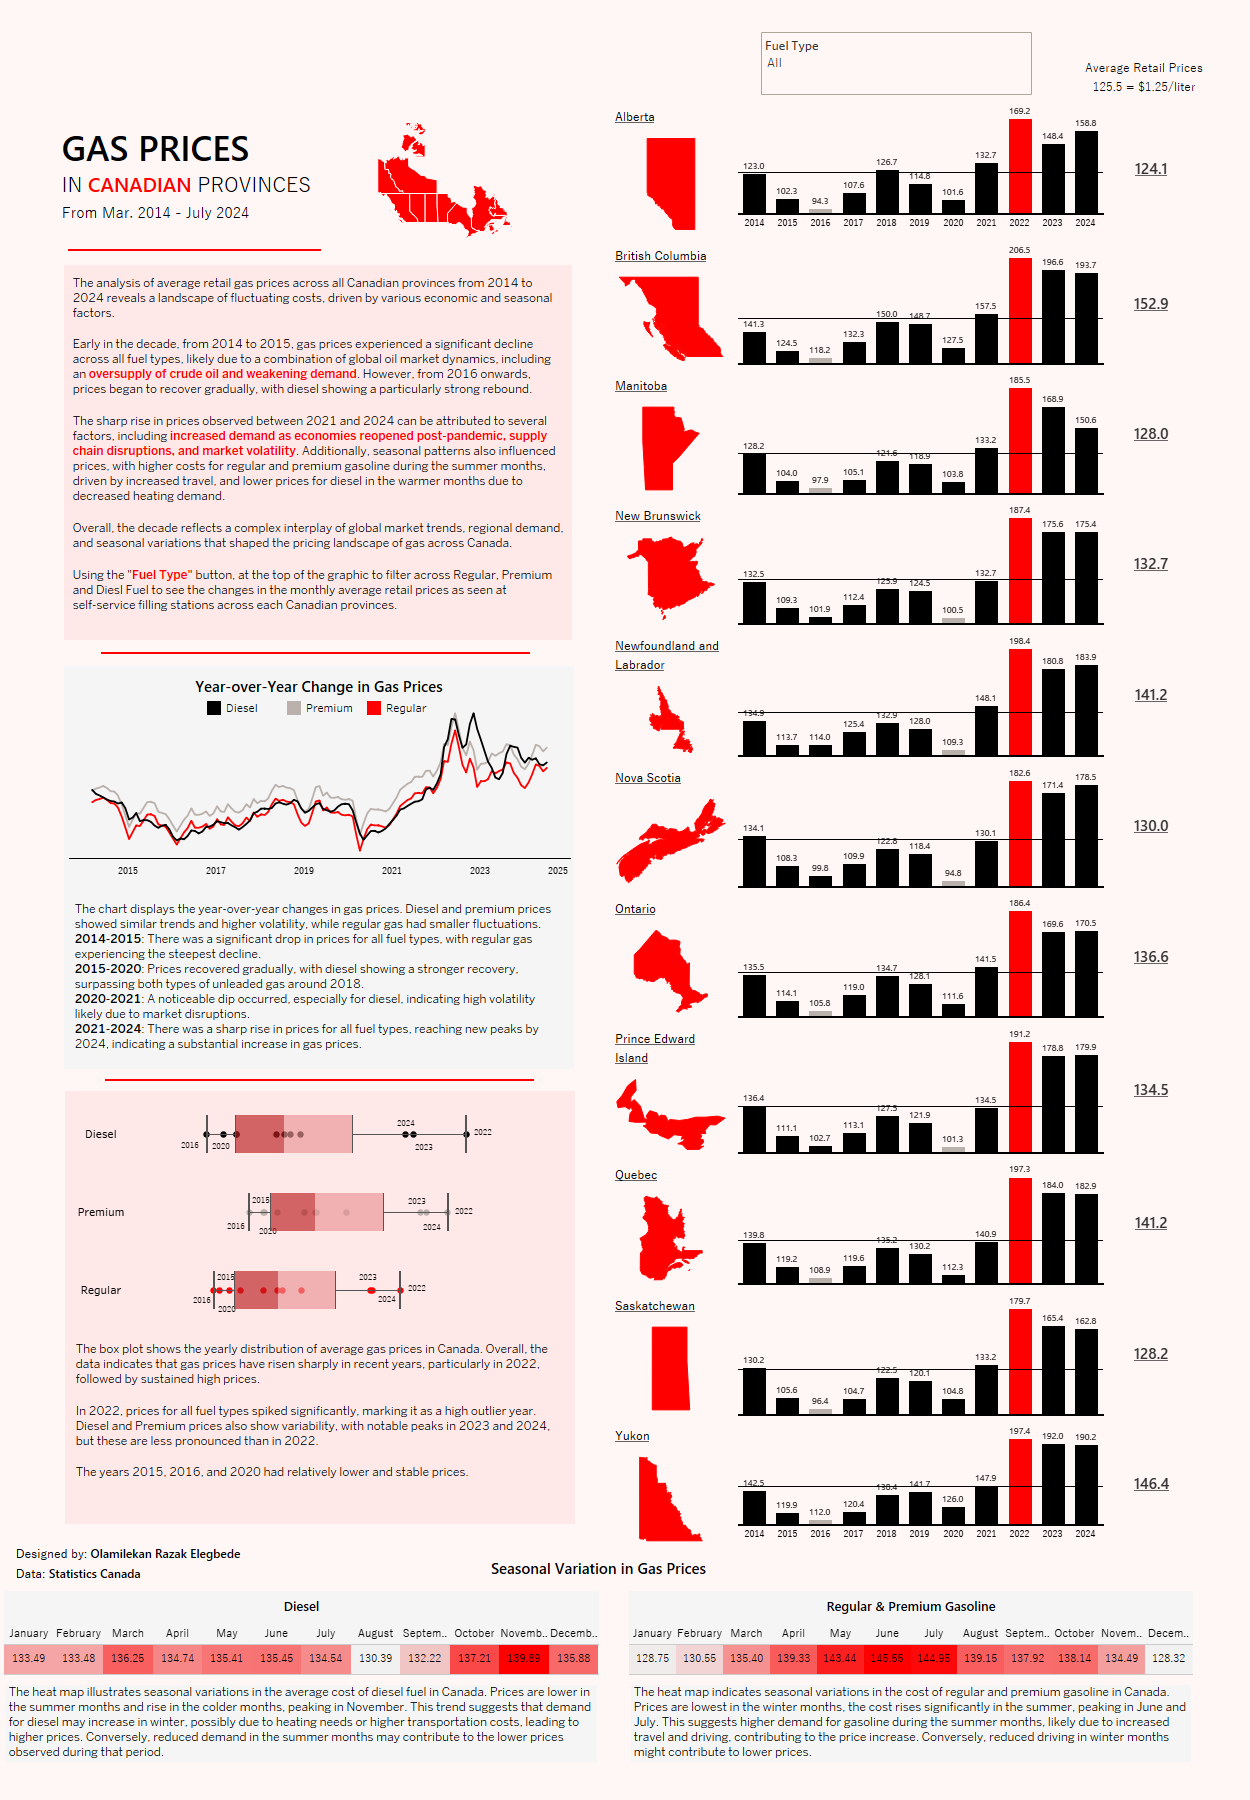 Fuel Type
All
Average Retail Prices
125.5 = $1.25/liter
GAS PRICES
IN CANADIAN PROVINCES
From Mar. 2014 - July 2024
The analysis of average retail gas prices across all Canadian provinces from 2014 to
2024 reveals a landscape of fluctuating costs, driven by various economic and seasonal
factors.
Early in the decade, from 2014 to 2015, gas prices experienced a significant decline
across all fuel types, likely due to a combination of global oil market dynamics, including
an oversupply of crude oil and weakening demand. However, from 2016 onwards,
prices began to recover gradually, with diesel showing a particularly strong rebound.
The sharp rise in prices observed between 2021 and 2024 can be attributed to several
factors, including increased demand as economies reopened post-pandemic, supply
chain disruptions, and market volatility. Additionally, seasonal patterns also influenced
prices, with higher costs for regular and premium gasoline during the summer months,
driven by increased travel, and lower prices for diesel in the warmer months due to
decreased heating demand.
Overall, the decade reflects a complex interplay of global market trends, regional demand,
and seasonal variations that shaped the pricing landscape of gas across Canada.
Using the "Fuel Type" button, at the top of the graphic to filter across Regular, Premium
and Diesl Fuel to see the changes in the monthly average retail prices as seen at
self-service filling stations across each Canadian provinces.
Year-over-Year Change in Gas Prices
Diesel Premium Regular
2015 2017 2019 2021 2023 2025
The chart displays the year-over-year changes in gas prices. Diesel and premium prices
showed similar trends and higher volatility, while regular gas had smaller fluctuations.
2014-2015: There was a significant drop in prices for all fuel types, with regular gas
experiencing the steepest decline.
2015-2020: Prices recovered gradually, with diesel showing a stronger recovery,
surpassing both types of unleaded gas around 2018.
2020-2021: A noticeable dip occurred, especially for diesel, indicating high volatility
likely due to market disruptions.
2021-2024: There was a sharp rise in prices for all fuel types, reaching new peaks by
2024, indicating a substantial increase in gas prices.
Diesel
2016 2020 2024 2023 2022
Premium
2016 2015 2020 2023 2024 2022
Regular
2016 2015 2020 2023 2024 2022
The box plot shows the yearly distribution of average gas prices in Canada. Overall, the
data indicates that gas prices have risen sharply in recent years, particularly in 2022,
followed by sustained high prices.
In 2022, prices for all fuel types spiked significantly, marking it as a high outlier year.
Diesel and Premium prices also show variability, with notable peaks in 2023 and 2024,
but these are less pronounced than in 2022.
The years 2015, 2016, and 2020 had relatively lower and stable prices.
Alberta
123.0 102.3 94.3 107.6 126.7 114.8 101.6 132.7 169.2 148.4 158.8
124.1
2014 2015 2016 2017 2018 2019 2020 2021 2022 2023 2024
British Columbia
141.3 124.5 118.2 132.3 150.0 148.7 127.5 157.5 206.5 196.6 193.7
152.9
Manitoba
128.2 104.0 97.9 105.1 121.6 118.9 103.8 133.2 185.5 168.9 150.6
128.0
New Brunswick
132.5 109.3 101.9 112.4 125.9 124.5 100.5 132.7 187.4 175.6 175.4
132.7
Newfoundland and
Labrador
134.9 113.7 114.0 125.4 132.9 128.0 109.3 148.1 198.4 180.8 183.9
141.2
Nova Scotia
134.1 108.3 99.8 109.9 122.8 118.4 94.8 130.1 182.6 171.4 178.5
130.0
Ontario
135.5 114.1 105.8 119.0 134.7 128.1 111.6 141.5 186.4 169.6 170.5
136.6
Prince Edward
Island
136.4 111.1 102.7 113.1 127.5 121.9 101.3 134.5 191.2 178.8 179.9
134.5
Quebec
139.8 119.2 108.9 119.6 135.2 130.2 112.3 140.9 197.3 184.0 182.9
141.2
Saskatchewan
130.2 105.6 96.4 104.7 122.5 120.1 104.8 133.2 179.7 165.4 162.8
128.2
Yukon
142.5 119.9 112.0 120.4 138.4 141.7 126.0 147.9 197.4 192.0 190.2
146.4
2014 2015 2016 2017 2018 2019 2020 2021 2022 2023 2024
Designed by: Olamilekan Razak Elegbede
Data: Statistics Canada
Seasonal Variation in Gas Prices
Diesel
January February March April May June July August Septem.. October Novemb.. Decemb..
133.49 133.48 136.25 134.74 135.41 135.45 134.54 130.39 132.22 137.21 139.89 135.88
The heat map illustrates seasonal variations in the average cost of diesel fuel in Canada. Prices are lower in
the summer months and rise in the colder months, peaking in November. This trend suggests that demand
for diesel may increase in winter, possibly due to heating needs or higher transportation costs, leading to
higher prices. Conversely, reduced demand in the summer months may contribute to the lower prices
observed during that period.
Regular & Premium Gasoline
January February March April May June July August Septem.. October Novem.. Decem..
128.75 130.55 135.40 139.33 143.44 145.56 144.95 139.15 137.92 138.14 134.49 128.32
The heat map indicates seasonal variations in the cost of regular and premium gasoline in Canada.
Prices are lowest in the winter months, the cost rises significantly in the summer, peaking in June and
July. This suggests higher demand for gasoline during the summer months, likely due to increased
travel and driving, contributing to the price increase. Conversely, reduced driving in winter months
might contribute to lower prices.